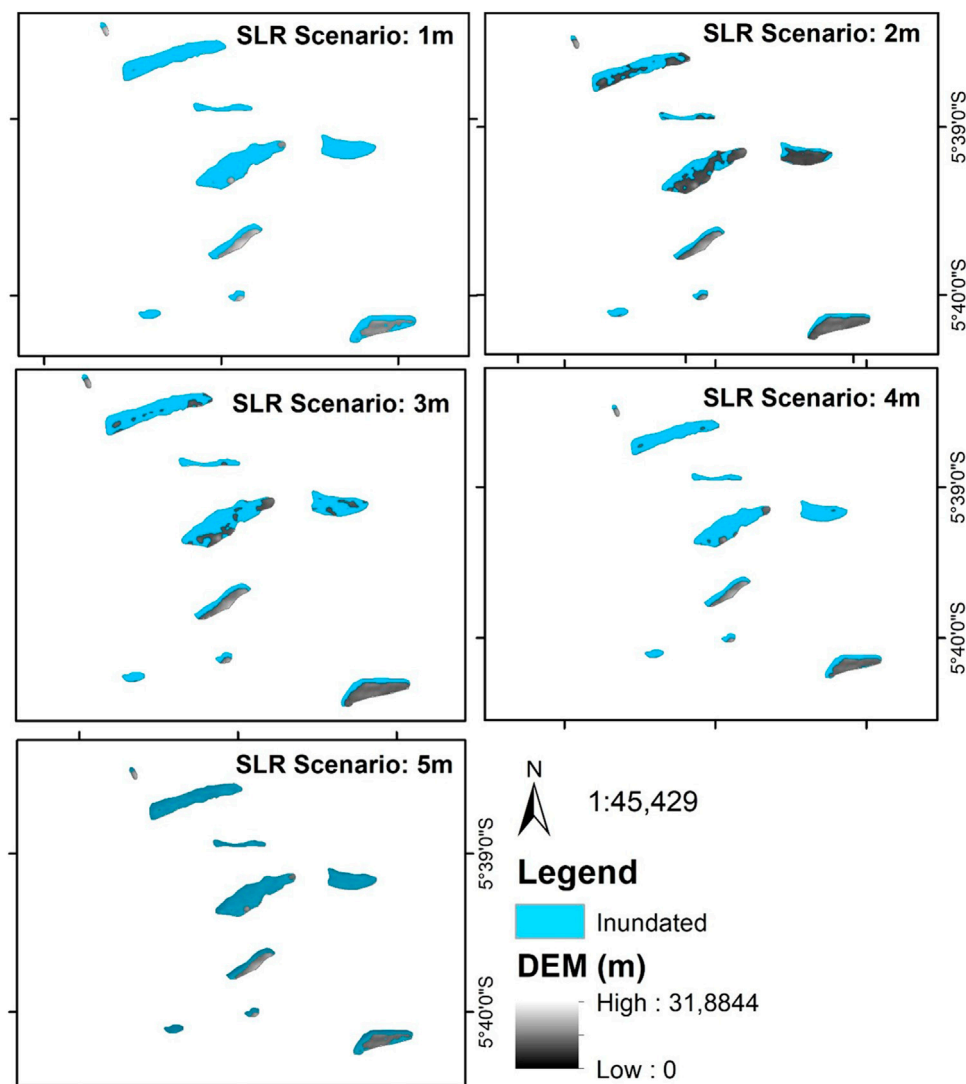 SLR Scenario: 1m
SLR Scenario: 2m
5°39'0"S
5°40'0"S
SLR Scenario: 3m
SLR Scenario: 4m
5°39'0"S
5°40'0"S
SLR Scenario: 5m
5°39'0"S
5°40'0"S
N
1:45,429
Legend
Inundated
DEM (m)
High : 31,8844
Low : 0